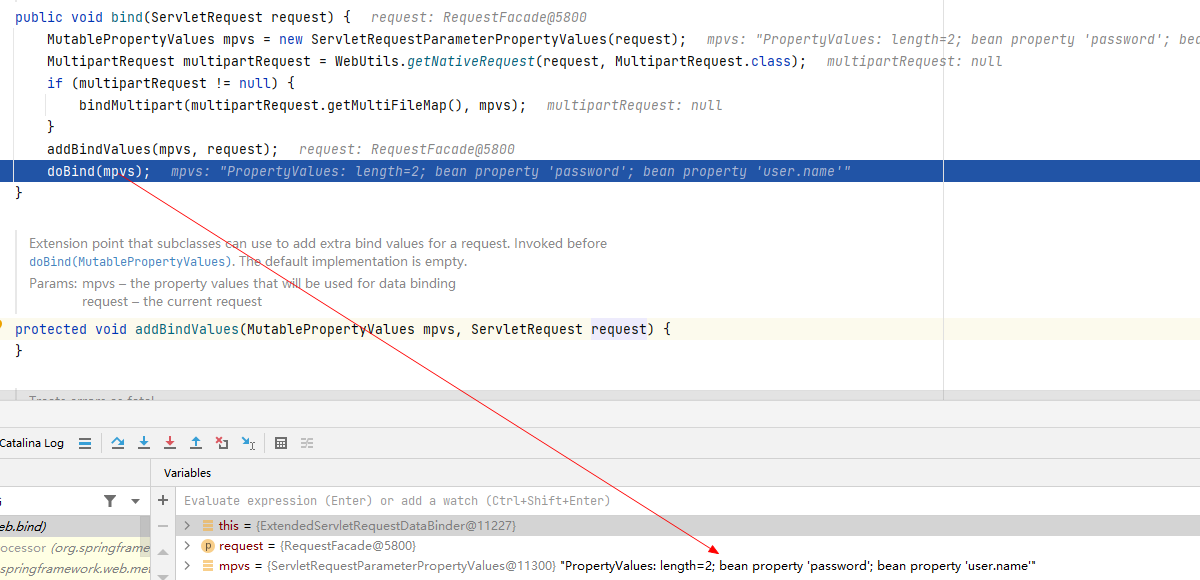 public void bind(ServletRequest request) {   request: RequestFacade@5800
MutablePropertyValues mpvs = new ServletRequestParameterPropertyValues(request);   mpvs: "PropertyValues: length=2; bean property 'password'; bea
MultipartRequest multipartRequest = WebUtils.getNativeRequest(request, MultipartRequest.class);   multipartRequest: null
if (multipartRequest != null) {
bindMultipart(multipartRequest.getMultiFileMap(), mpvs);   multipartRequest: null
}
addBindValues(mpvs, request);   request: RequestFacade@5800
doBind(mpvs);   mpvs: "PropertyValues: length=2; bean property 'password'; bean property 'user.name'"
}
Extension point that subclasses can use to add extra bind values for a request. Invoked before
doBind(MutablePropertyValues). The default implementation is empty.
Params: mpvs – the property values that will be used for data binding
request – the current request
protected void addBindValues(MutablePropertyValues mpvs, ServletRequest request) {
}
Catalina Log
Variables
Evaluate expression (Enter) or add a watch (Ctrl+Shift+Enter)
eb.bind)
this = {ExtendedServletRequestDataBinder@11227}
ocessor (org.springframe
request = {RequestFacade@5800}
springframework.web.met
mpvs = {ServletRequestParameterPropertyValues@11300} "PropertyValues: length=2; bean property 'password'; bean property 'user.name'"